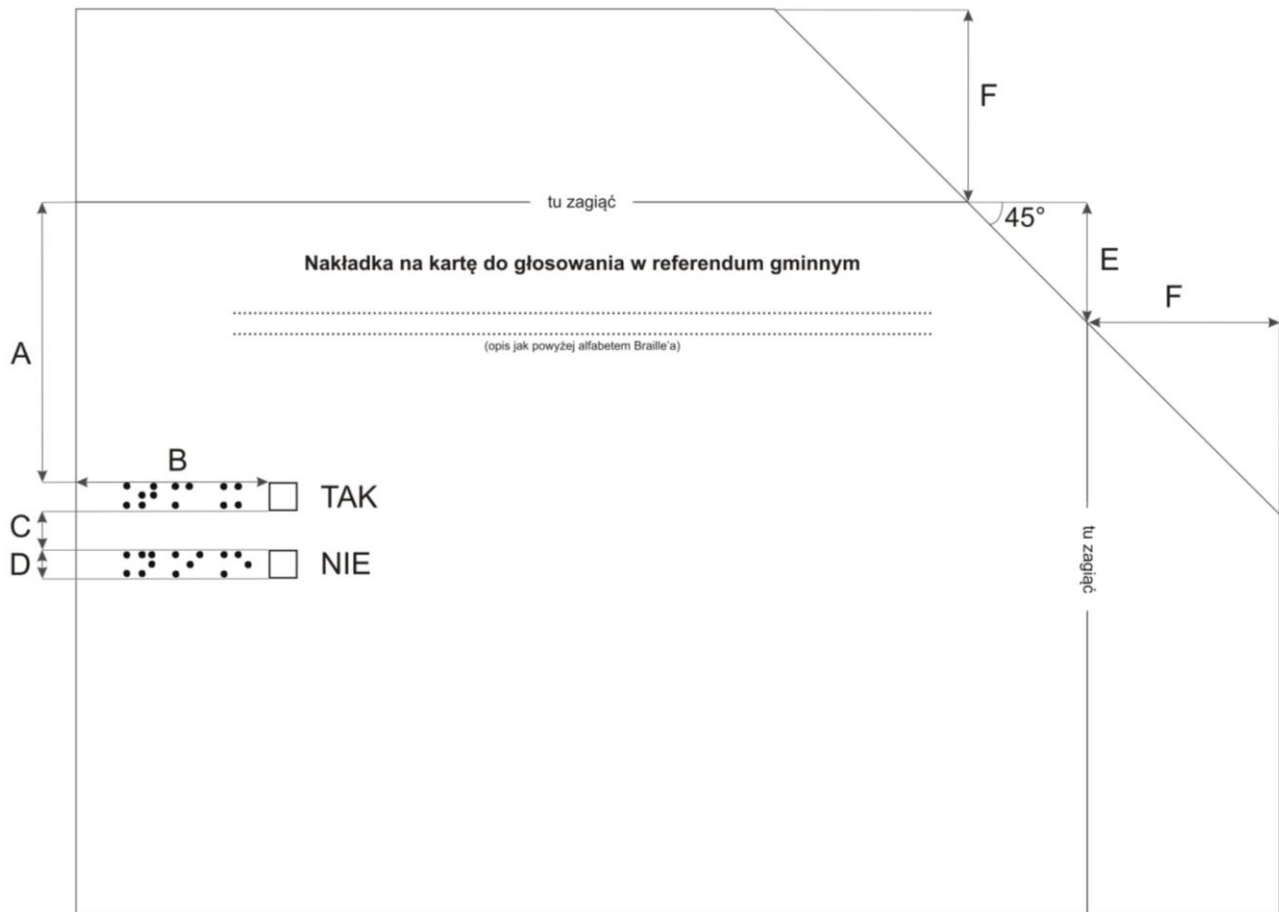 F
tu zagiąć
45°
Nakładka na kartę do głosowania w referendum gminnym
E
F
(opis jak powyżej alfabetem Braille'a)
A
B
TAK
C
D
NIE
tu zagiąć